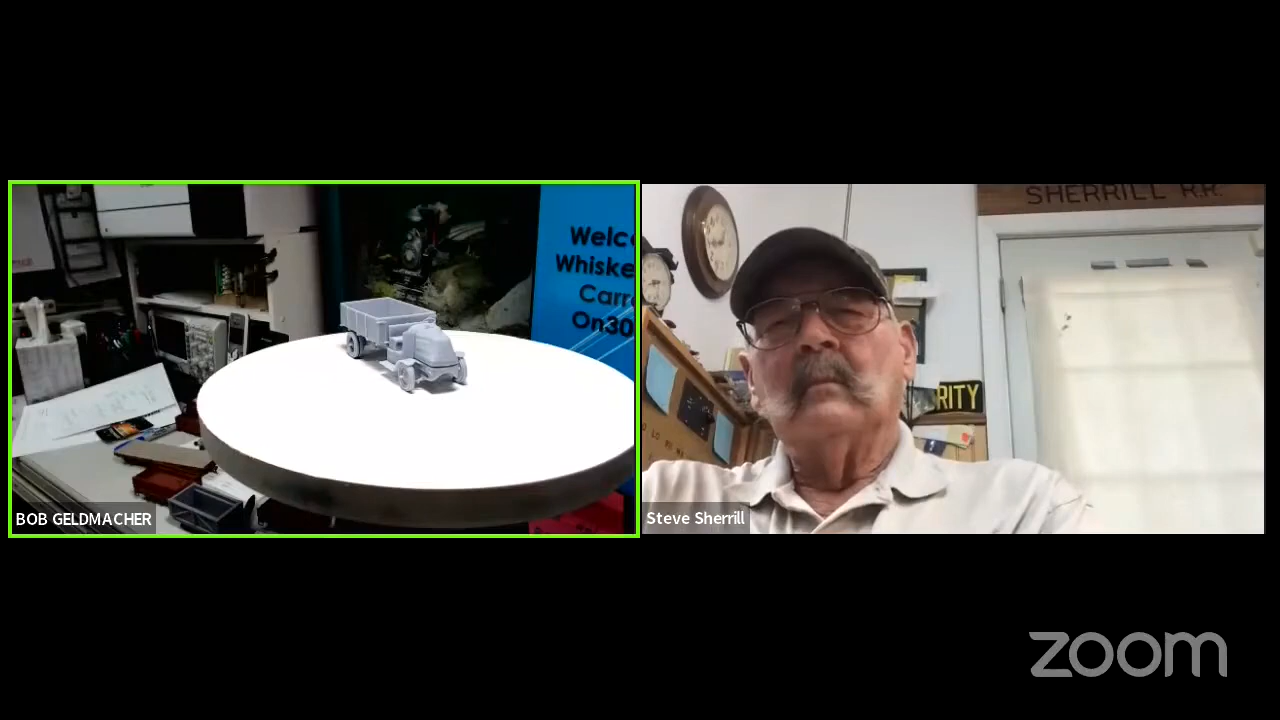 Welc
Whiske
Carr
On30
BOB GELDMACHER
SHERRILL R.R.
RITY
Steve Sherrill
zoom